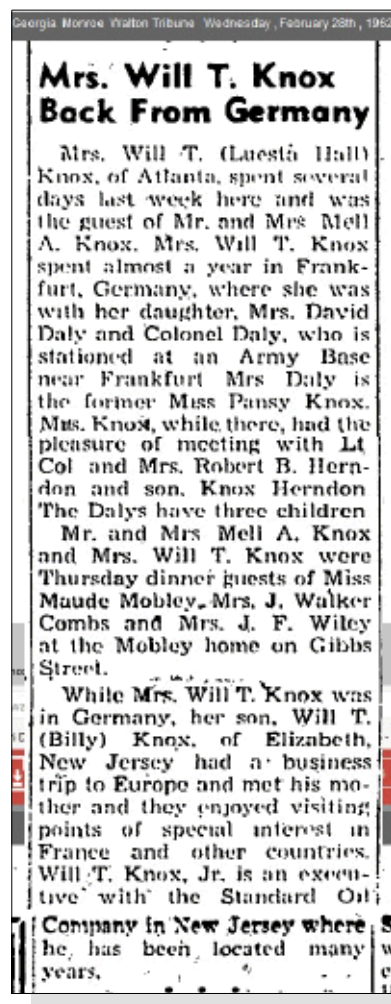 Georgia Monroe Walton Tribune Wednesday, February 28th, 1962
Mrs. Will T. Knox
Back From Germany
Mrs. Will T. (Luesta Hall)
Knox, of Atlanta, spent several
days last week here and was
the guest of Mr. and Mrs Mell
A. Knox. Mrs. Will T. Knox
spent almost a year in Frank-
furt, Germany, where she was
with her daughter, Mrs. David
Daly and Colonel Daly, who is
stationed at an Army Base
near Frankfurt Mrs Daly is
the former Miss Pansy Knox.
Mrs. Knox, while there, had the
pleasure of meeting with Lt
Col and Mrs. Robert B. Hern-
don and son, Knox Herndon
The Dalys have three children
Mr. and Mrs Mell A. Knox
and Mrs. Will T. Knox were
Thursday dinner guests of Miss
Maude Mobley, Mrs. J. Walker
Combs and Mrs. J. F. Wiley
at the Mobley home on Gibbs
Street.
While Mrs. Will T. Knox was
in Germany, her son, Will T.
(Billy) Knox, of Elizabeth,
New Jersey had a business
trip to Europe and met his mo-
ther and they enjoyed visiting
points of special interest in
France and other countries.
Will T. Knox, Jr. is an execu-
tive with the Standard Oil
Company in New Jersey where
he has been located many
years.